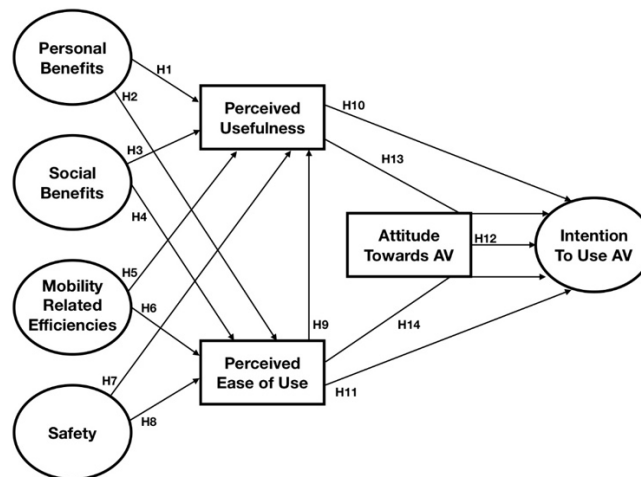 Personal
Benefits
H1
H2
Perceived
Usefulness
H10
H3
H13
Social
Benefits
H4
Attitude
Towards AV
H12
Intention
To Use AV
Mobility
Related
Efficiencies
H5
H6
H9
H14
H7
Perceived
Ease of Use
H11
Safety
H8